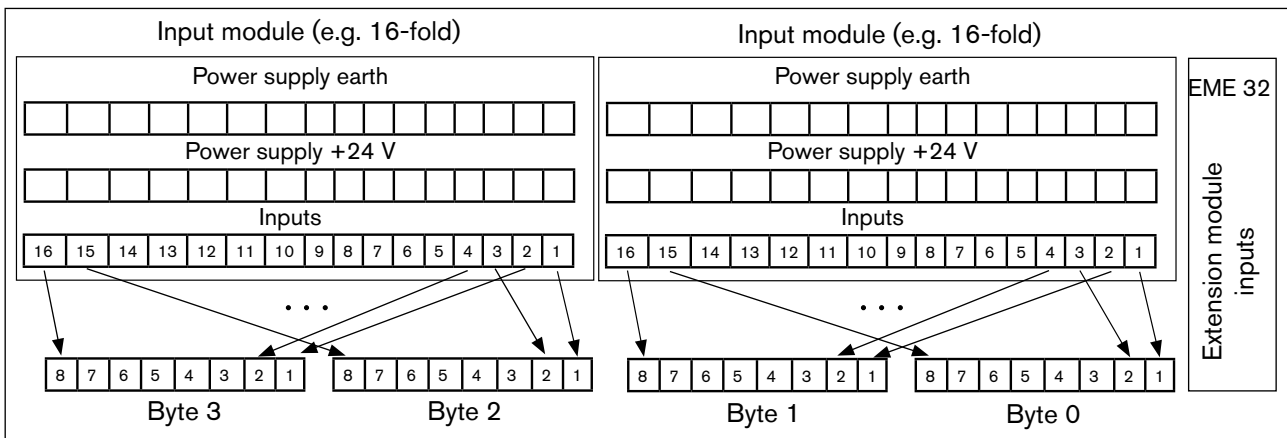 Input module (e.g. 16-fold)
Power supply earth
Power supply +24 V
Inputs
16 15 14 13 12 11 10 9 8 7 6 5 4 3 2 1
. . .
8 7 6 5 4 3 2 1
8 7 6 5 4 3 2 1
Byte 3
Byte 2
Input module (e.g. 16-fold)
Power supply earth
Power supply +24 V
Inputs
16 15 14 13 12 11 10 9 8 7 6 5 4 3 2 1
. . .
8 7 6 5 4 3 2 1
8 7 6 5 4 3 2 1
Byte 1
Byte 0
EME 32
Extension module
inputs